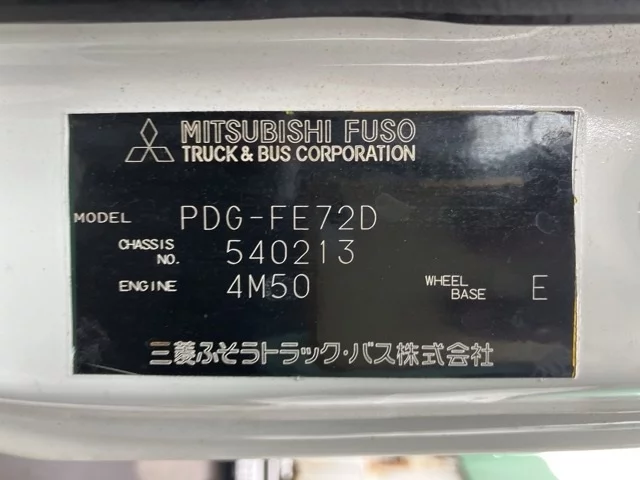 MITSUBISHI FUSO
TRUCK & BUS CORPORATION
MODEL PDG-FE72D
CHASSIS NO. 540213
ENGINE 4M50 WHEEL BASE E
三菱ふそうトラック・バス株式会社